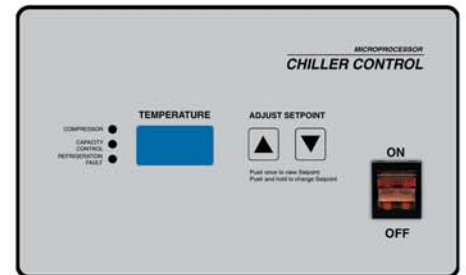 MICROPROCESSOR
CHILLER CONTROL
TEMPERATURE
ADJUST SETPOINT
COMPRESSOR
CAPACITY
CONTROL
REFRIGERATION
FAULT
Push once to view Setpoint
Push and hold to change Setpoint
ON
OFF